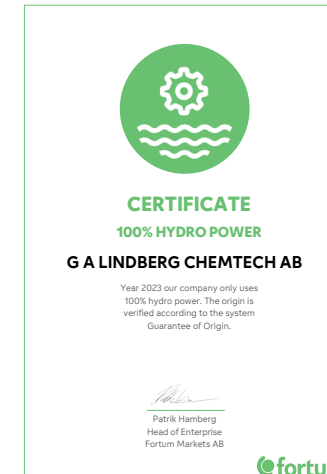 CERTIFICATE
100% HYDRO POWER
G A LINDBERG CHEMTECH AB
Year 2023 our company only uses
100% hydro power. The origin is
verified according to the system
Guarantee of Origin.
Patrik Hamberg
Head of Enterprise
Fortum Markets AB
fortu